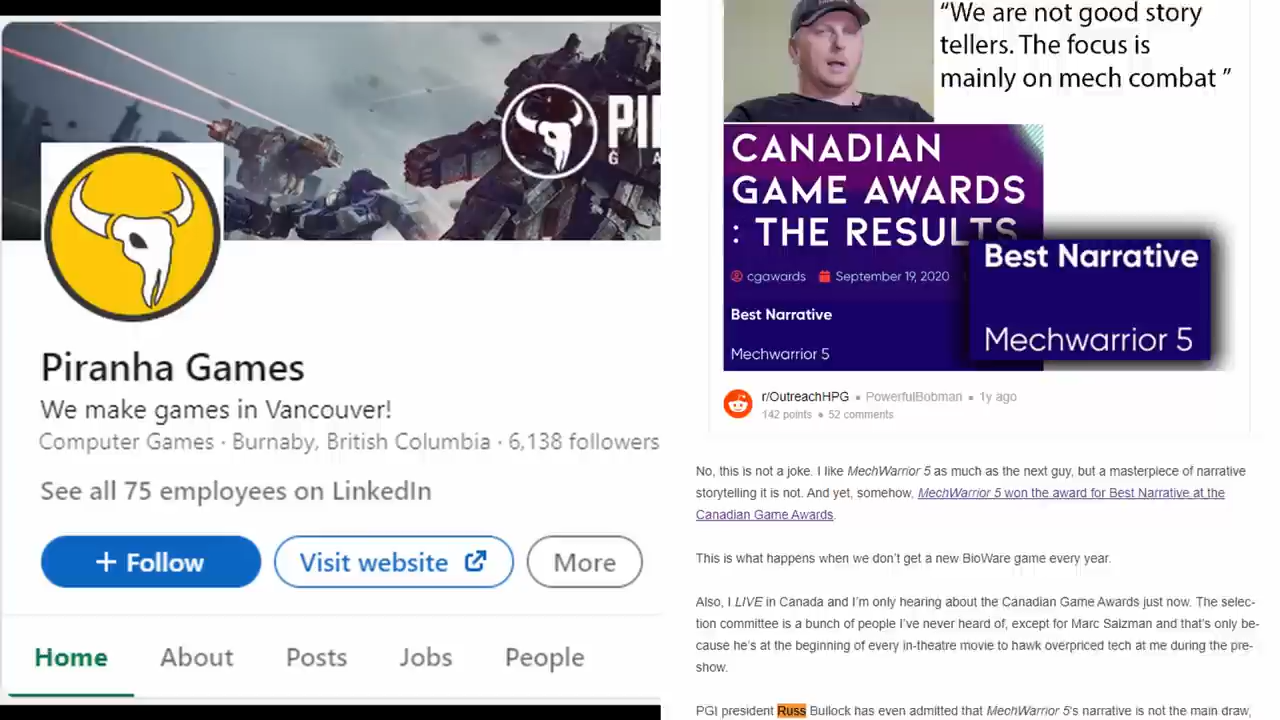 PI
G A
Piranha Games
We make games in Vancouver!
Computer Games · Burnaby, British Columbia · 6,138 followers
See all 75 employees on LinkedIn
+ Follow
Visit website
More
Home
About
Posts
Jobs
People
“We are not good story
tellers. The focus is
mainly on mech combat ”
CANADIAN
GAME AWARDS
: THE RESULTS
cgawards
September 19, 2020
Best Narrative
Mechwarrior 5
Best Narrative
Mechwarrior 5
r/OutreachHPG • PowerfulBobman • 1y ago
142 points • 52 comments
No, this is not a joke. I like MechWarrior 5 as much as the next guy, but a masterpiece of narrative
storytelling it is not. And yet, somehow, MechWarrior 5 won the award for Best Narrative at the
Canadian Game Awards.
This is what happens when we don’t get a new BioWare game every year.
Also, I LIVE in Canada and I’m only hearing about the Canadian Game Awards just now. The selec-
tion committee is a bunch of people I’ve never heard of, except for Marc Saizman and that’s only be-
cause he’s at the beginning of every in-theatre movie to hawk overpriced tech at me during the pre-
show.
PGI president Russ Bullock has even admitted that MechWarrior 5’s narrative is not the main draw,